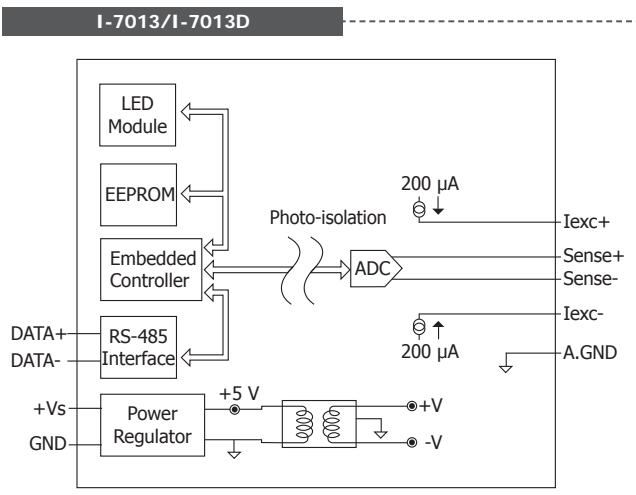 I-7013/I-7013D
LED
Module
EEPROM
Embedded
Controller
Photo-isolation
ADC
200 µA
Iexc+
Sense+
Sense-
Iexc-
200 µA
A.GND
DATA+
DATA-
RS-485
Interface
+Vs
GND
Power
Regulator
+5 V
+V
-V